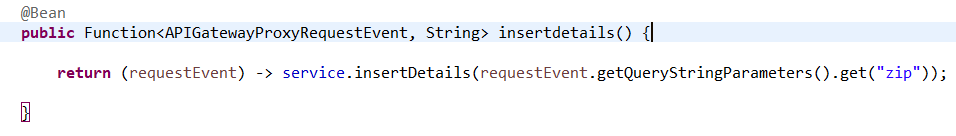 @Bean
public Function<APIGatewayProxyRequestEvent, String> insertdetails() {
return (requestEvent) -> service.insertDetails(requestEvent.getQueryStringParameters().get("zip"));
}